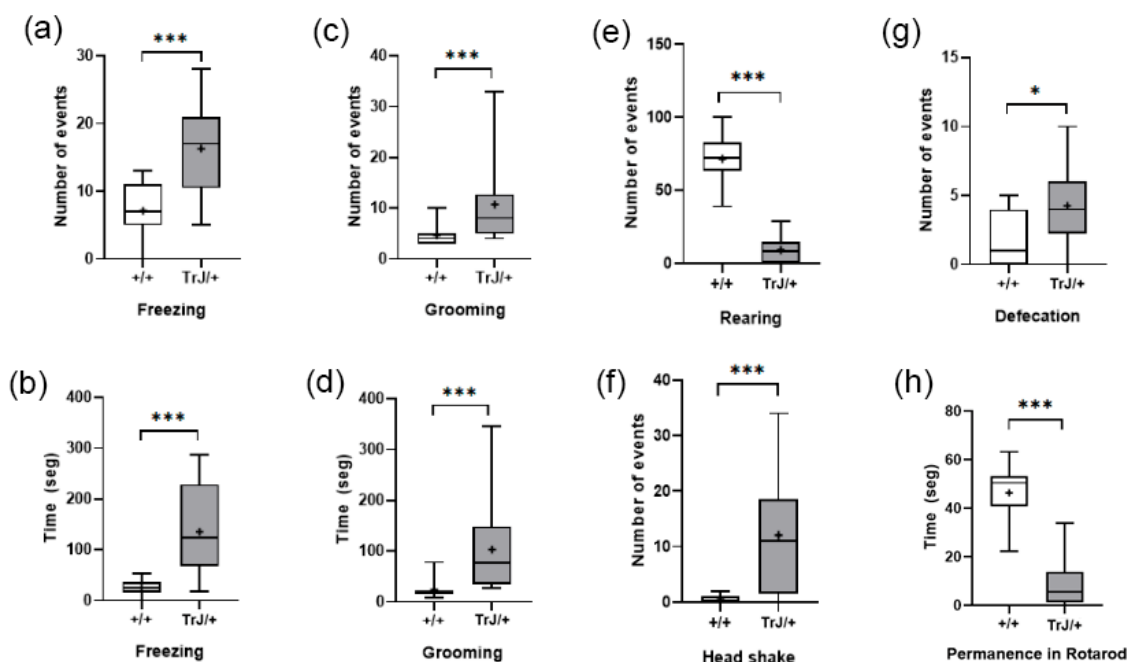 (a)
***
Number of events
30
20
10
0
+/+
TrJ/+
Freezing
(c)
***
Number of events
40
30
20
10
0
+/+
TrJ/+
Grooming
(e)
***
Number of events
150
100
50
0
+/+
TrJ/+
Rearing
(g)
*
Number of events
15
10
5
0
+/+
TrJ/+
Defecation
(b)
***
Time (seg)
400
300
200
100
0
+/+
TrJ/+
Freezing
(d)
***
Time (seg)
400
300
200
100
0
+/+
TrJ/+
Grooming
(f)
***
Number of events
40
30
20
10
0
+/+
TrJ/+
Head shake
(h)
***
Time (seg)
80
60
40
20
0
+/+
TrJ/+
Permanence in Rotarod